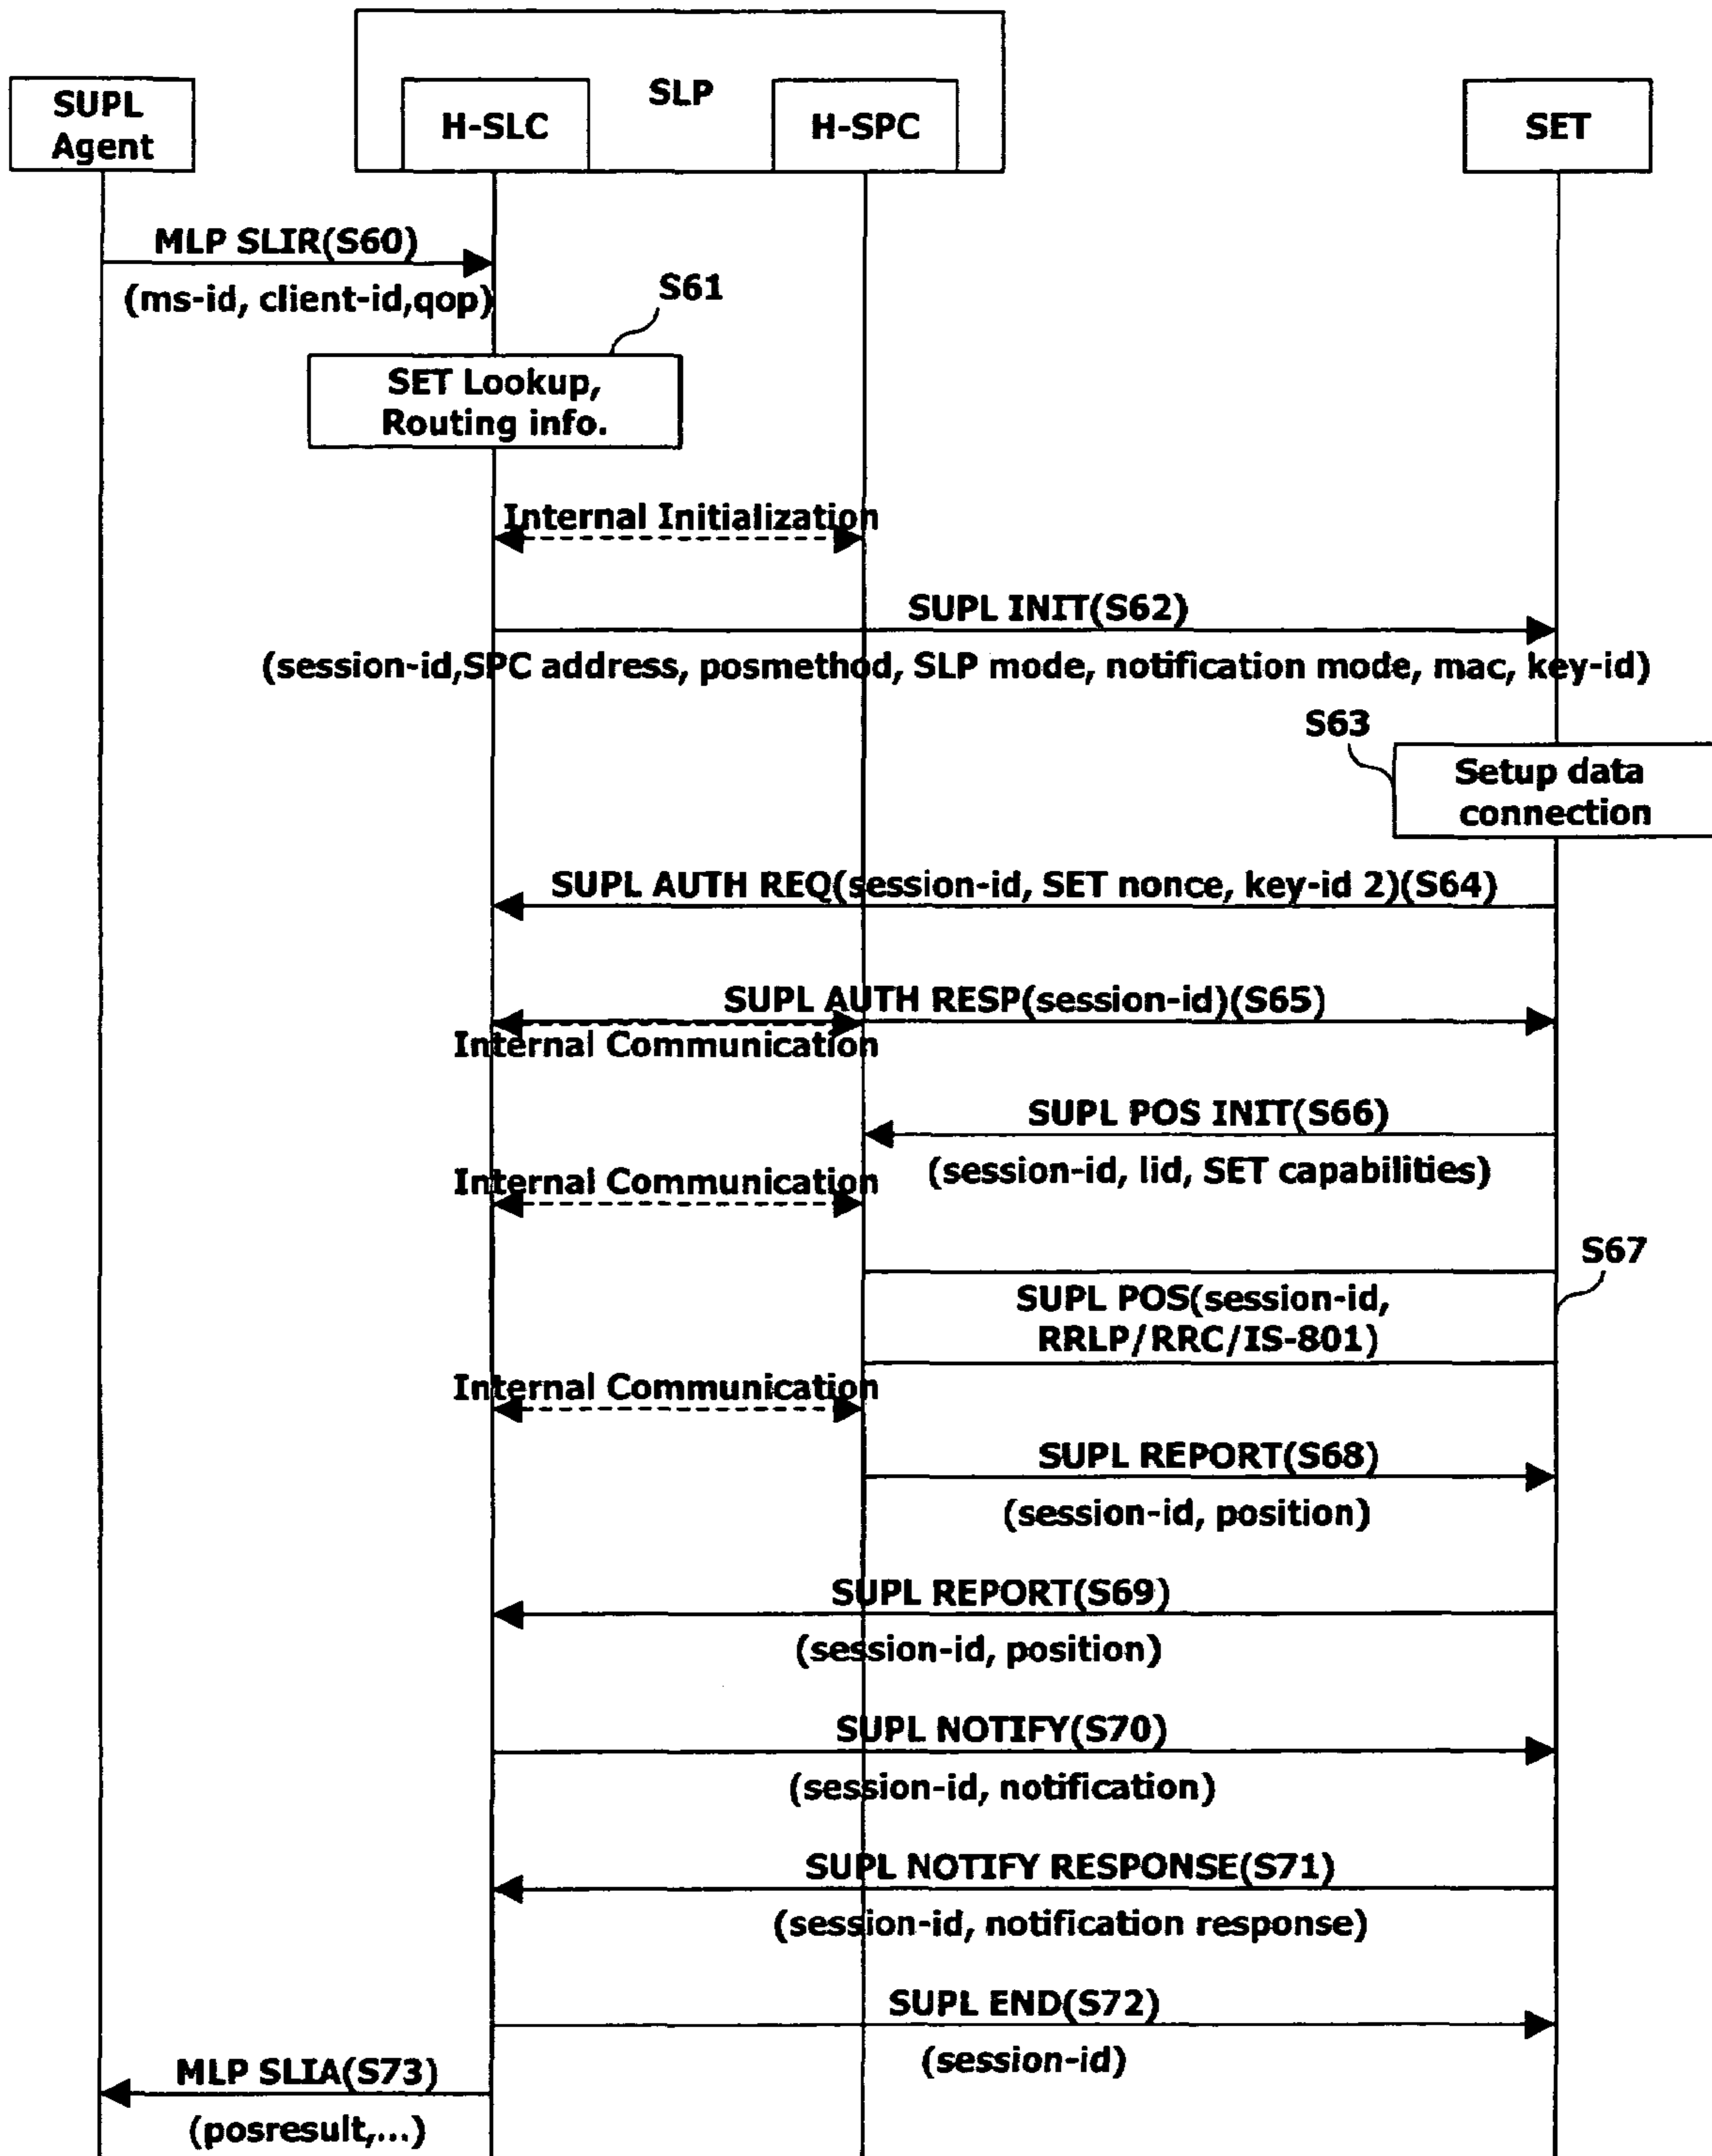 SLP
SUPL
Agent
H-SLC
H-SPC
SET
MLP SLIR(S60)
(ms-id, client-id,qop)
S61
SET Lookup,
Routing info.
Internal Initialization
SUPL INIT(S62)
(session-id,SPC address, posmethod, SLP mode, notification mode, mac, key-id)
S63
Setup data
connection
SUPL AUTH REQ(session-id, SET nonce, key-id 2)(S64)
SUPL AUTH RESP(session-id)(S65)
Internal Communication
SUPL POS INIT(S66)
(session-id, lid, SET capabilities)
Internal Communication
S67
SUPL POS(session-id,
RRLP/RRC/IS-801)
Internal Communication
SUPL REPORT(S68)
(session-id, position)
SUPL REPORT(S69)
(session-id, position)
SUPL NOTIFY(S70)
(session-id, notification)
SUPL NOTIFY RESPONSE(S71)
(session-id, notification response)
SUPL END(S72)
(session-id)
MLP SLIA(S73)
(posresult,...)